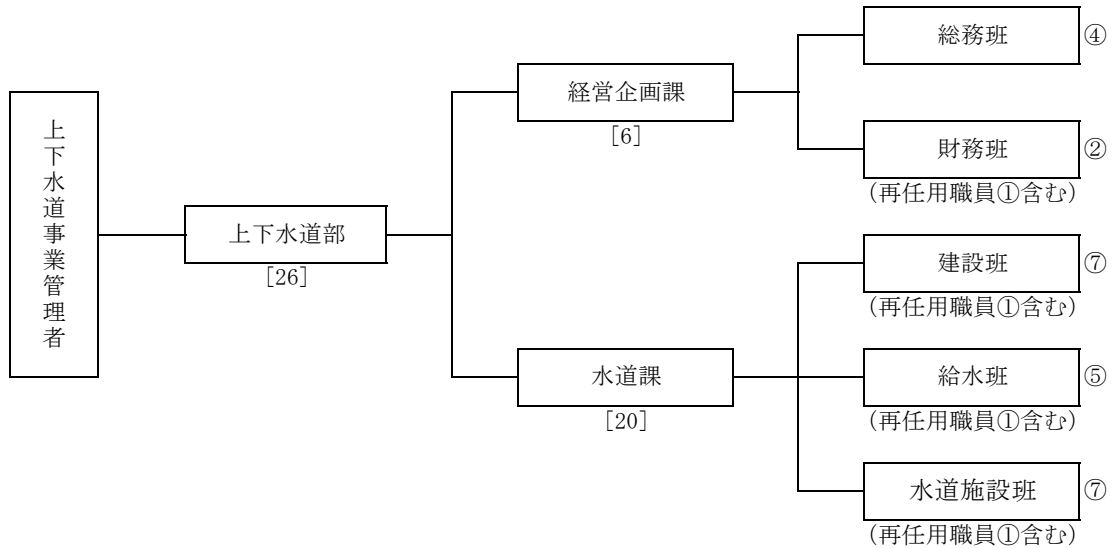 上下水道事業管理者
上下水道部
[26]
経営企画課
[6]
総務班 ④
財務班 ②
(再任用職員①含む)
水道課
[20]
建設班 ⑦
(再任用職員①含む)
給水班 ⑤
(再任用職員①含む)
水道施設班 ⑦
(再任用職員①含む)